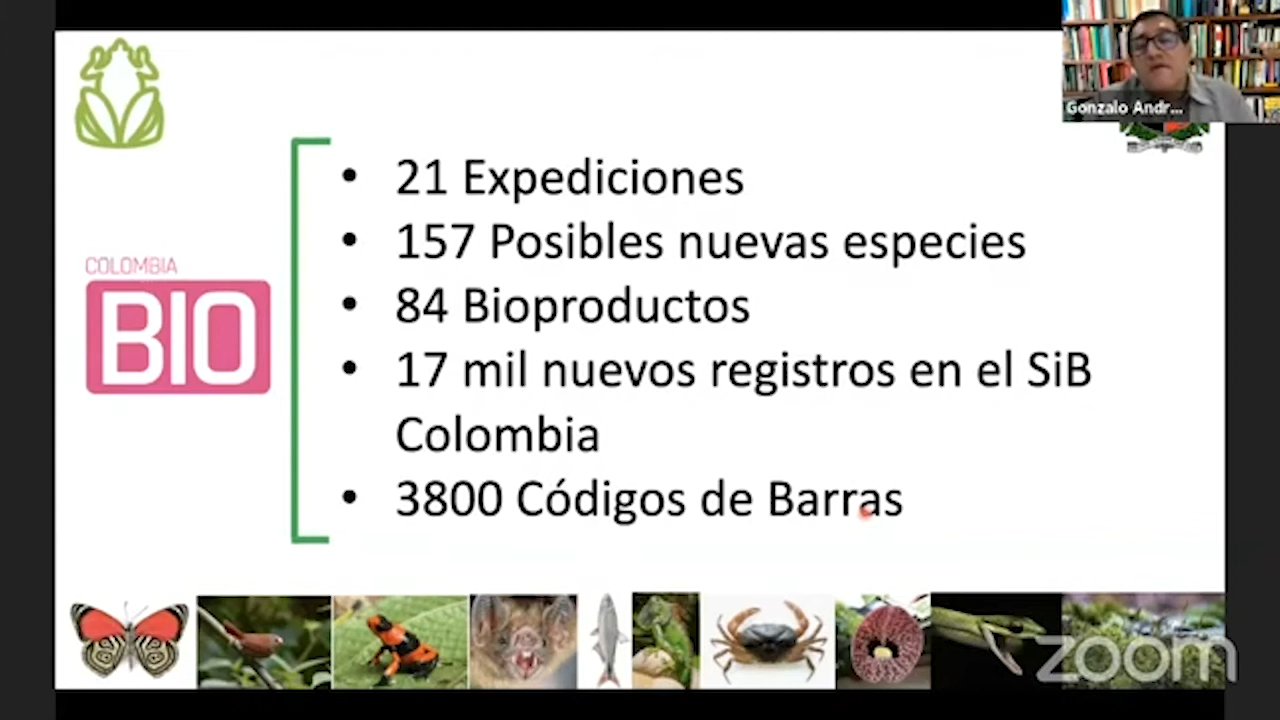 Gonzalo Andr...
21 Expediciones
157 Posibles nuevas especies
84 Bioproductos
17 mil nuevos registros en el SiB
Colombia
3800 Códigos de Barras
COLOMBIA
BIO
zoom